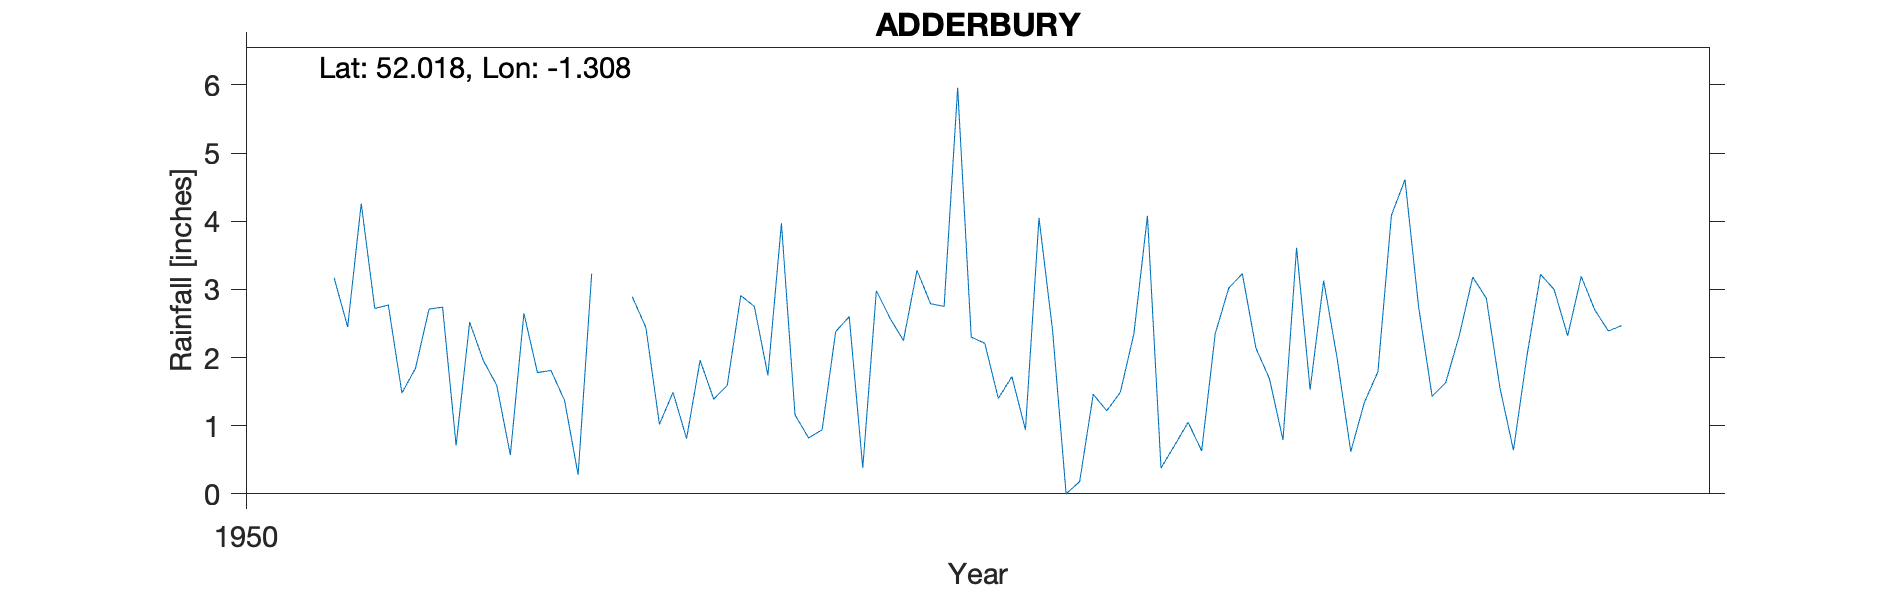 ADDERBURY
Lat: 52.018, Lon: -1.308
6
5
4
3
2
1
0
Rainfall [inches]
1950
Year